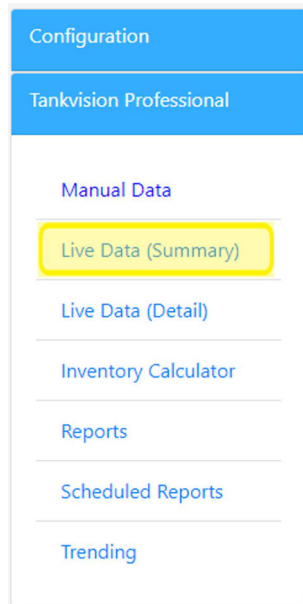 Configuration
Tankvision Professional
Manual Data
Live Data (Summary)
Live Data (Detail)
Inventory Calculator
Reports
Scheduled Reports
Trending